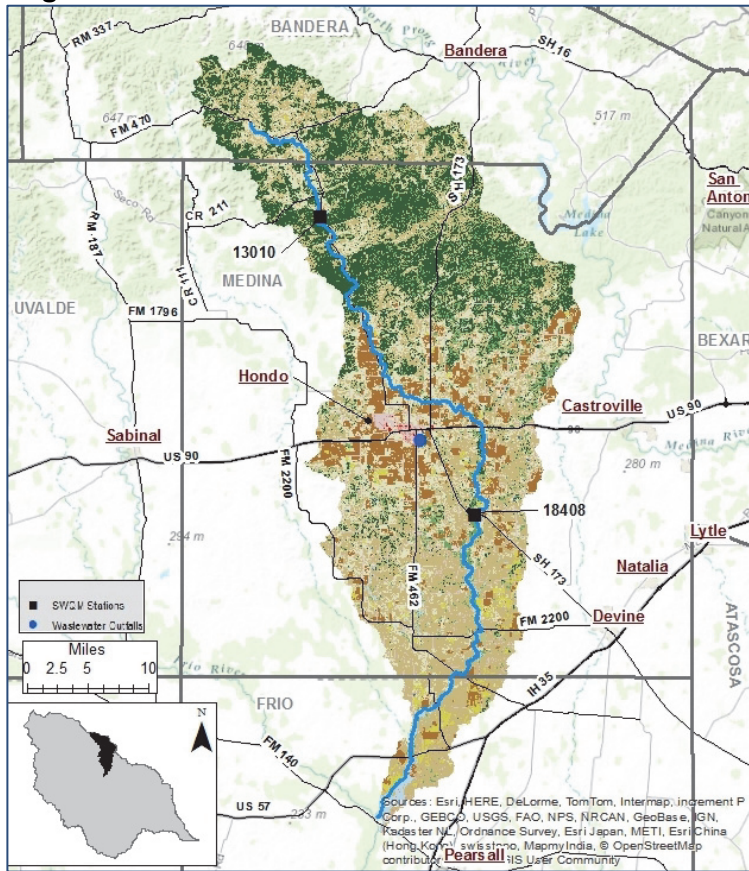 BANDERA
RM 337
Bandera
SH 16
FM 470
517 m
San
Anton
SH 173
Seco Rd
CR 211
RM 187
13010
Medina
Lake
Canyon
Natural A
CR 111
MEDINA
UVALDE
FM 1796
BEXAR
Hondo
Castroville
US 90
Sabinal
90
Medina River
US 90
FM 2200
280 m
18408
294 m
Lytle
SH 173
Natalia
SWQM Stations
FM 462
Wastewater Outfalls
FM 2200
Devine
ATASCOSA
Miles
0 2.5 5 10
Frio River
IH 35
FRIO
N
FM 140
US 57
233 m
Sources: Esri, HERE, DeLorme, TomTom, Intermap, increment P
Corp., GEBCO, USGS, FAO, NPS, NRCAN, GeoBase, IGN,
Kadaster NL, Ordnance Survey, Esri Japan, METI, Esri China
(Hong Kong), swisstopo, MapmyIndia, © OpenStreetMap
contributor GIS User Community
Pearsall